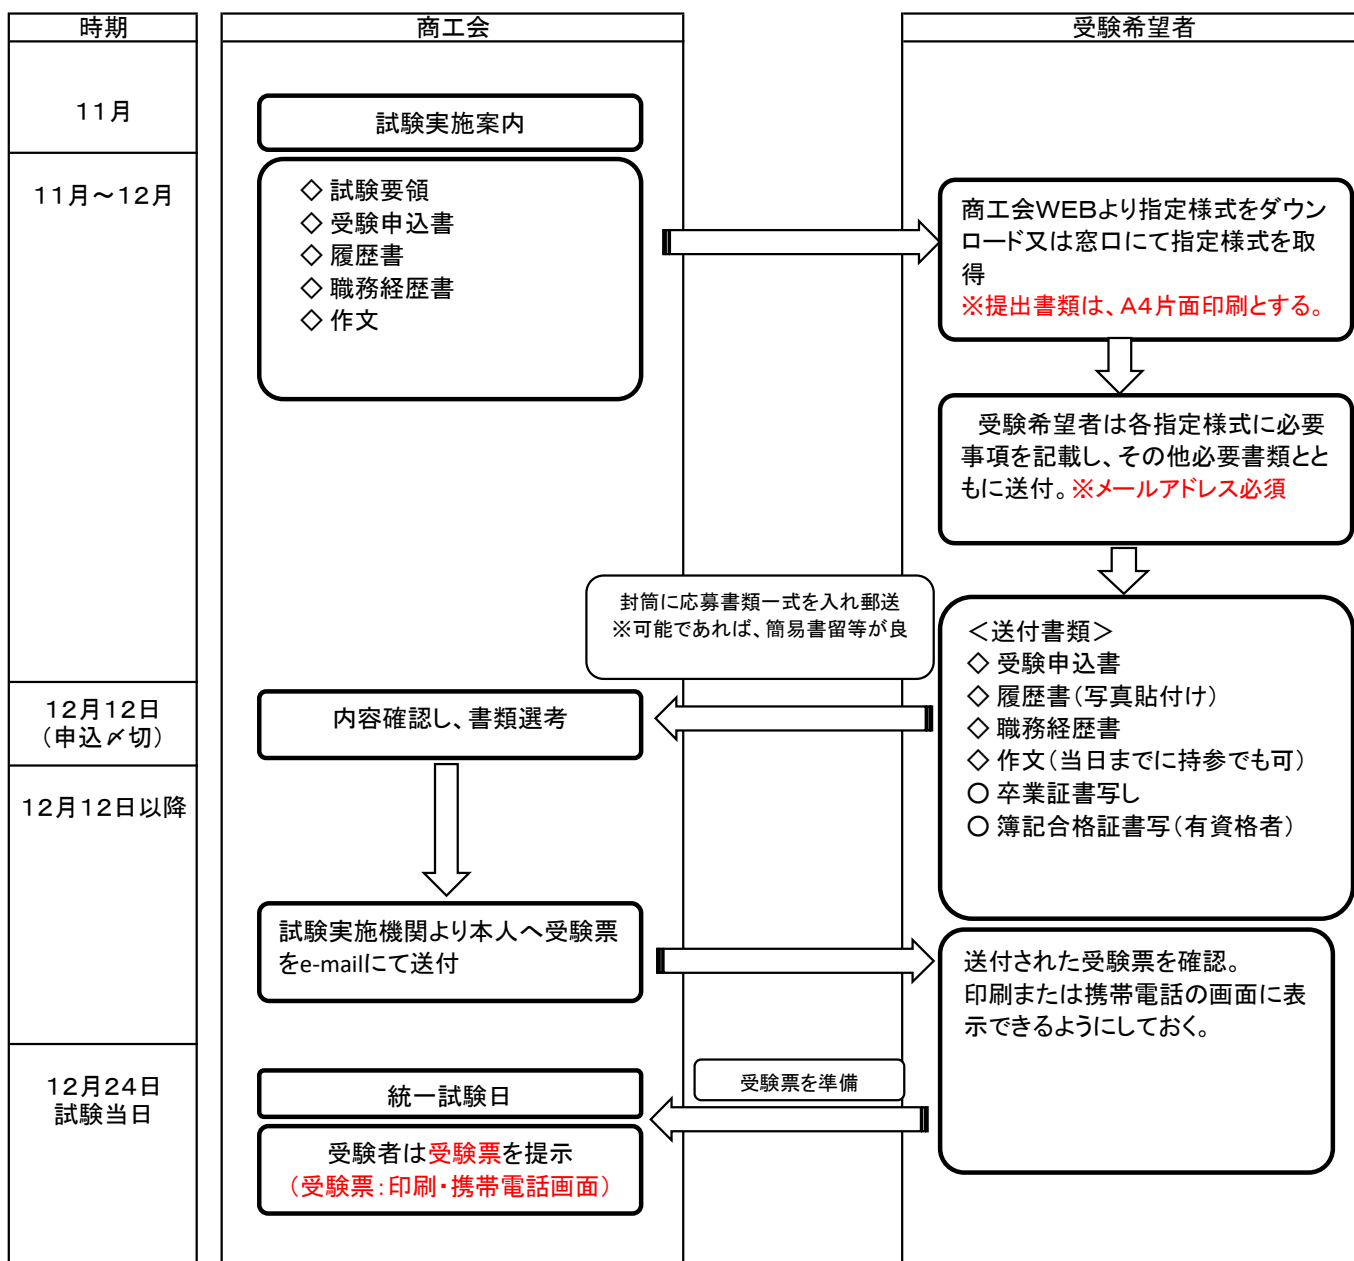 時期
商工会
受験希望者
11月
試験実施案内
11月～12月
◇ 試験要領
◇ 受験申込書
◇ 履歴書
◇ 職務経歴書
◇ 作文
商工会WEBより指定様式をダウン
ロード又は窓口にて指定様式を取
得
※提出書類は、A4片面印刷とする。
受験希望者は各指定様式に必要
事項を記載し、その他必要書類とと
もに送付。※メールアドレス必須
封筒に応募書類一式を入れ郵送
※可能であれば、簡易書留等が良
＜送付書類＞
◇ 受験申込書
◇ 履歴書（写真貼付け）
◇ 職務経歴書
◇ 作文（当日までに持参でも可）
○ 卒業証書写し
○ 簿記合格証書写（有資格者）
12月12日
（申込〆切）
内容確認し、書類選考
12月12日以降
試験実施機関より本人へ受験票
をe-mailにて送付
送付された受験票を確認。
印刷または携帯電話の画面に表
示できるようにしておく。
12月24日
試験当日
統一試験日
受験票を準備
受験者は受験票を提示
（受験票：印刷・携帯電話画面）